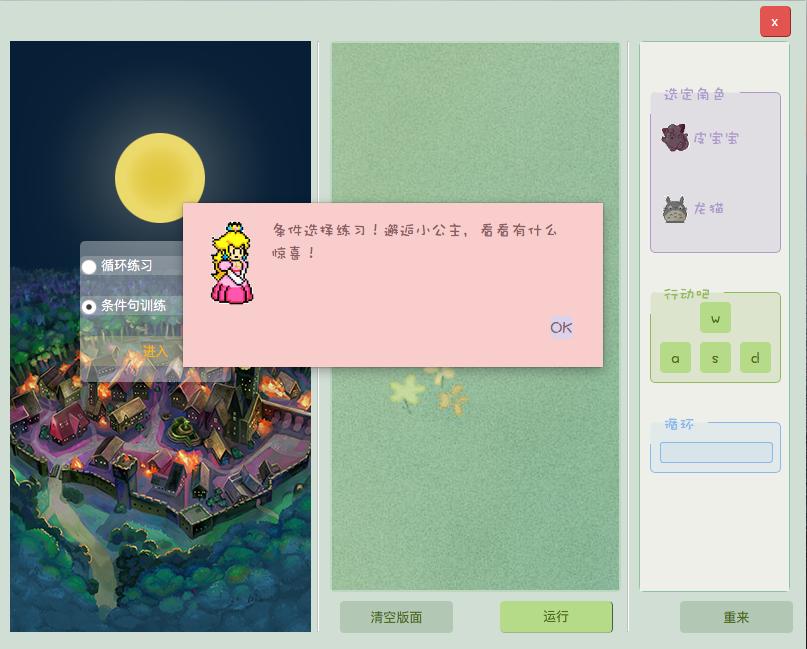 x
选定角色
皮宝宝
龙猫
条件选择练习！邂逅小公主，看看有什么
惊喜！
OK
循环练习
条件句训练
进入
行动吧
w
a s d
循环
清空版面
运行
重来